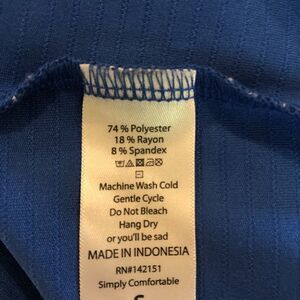 74 % Polyester
18 % Rayon
8 % Spandex
Machine Wash Cold
Gentle Cycle
Do Not Bleach
Hang Dry
or you'll be sad
MADE IN INDONESIA
RN#142151
Simply Comfortable